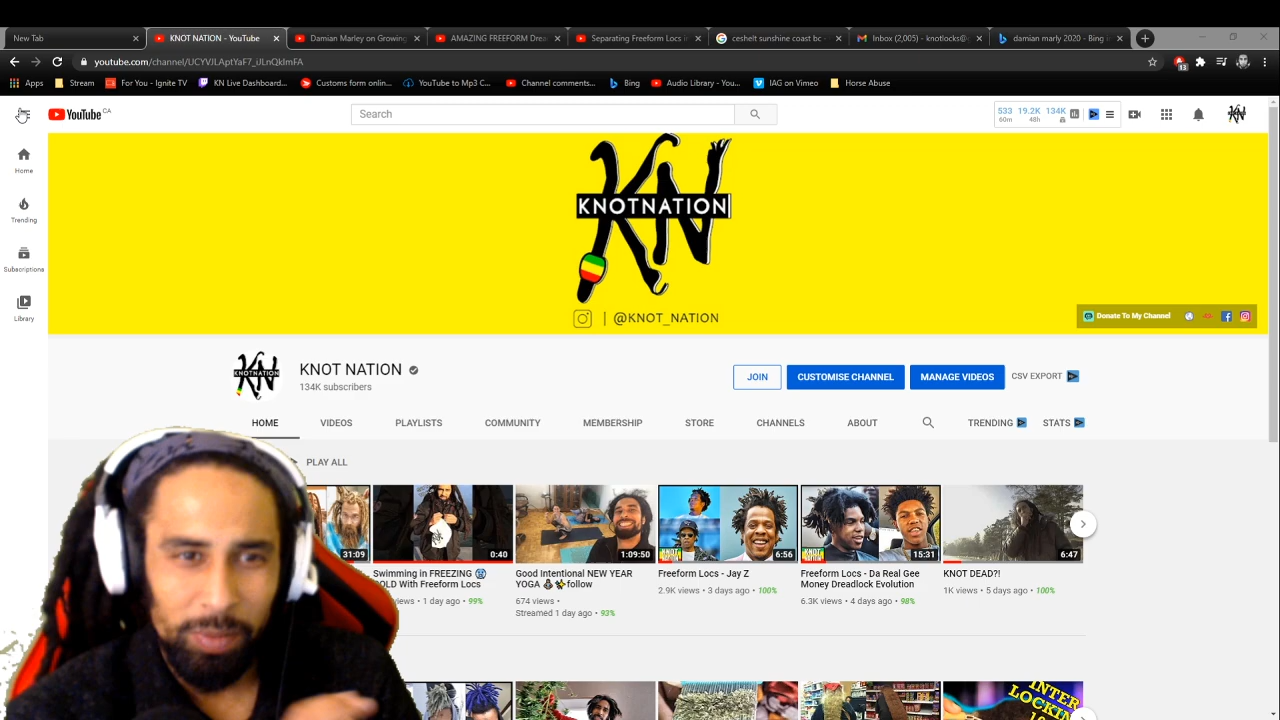 New Tab
KNOT NATION - YouTube
Damian Marley on Growing
AMAZING FREEFORM Drea
Separating Freeform Locs i
ceshelt sunshine coast bc -
Inbox (2,005) - knotlocks@
damian marly 2020 - Bing i
youtube.com/channel/UCYVJLAptYaF7_iJLnQkImFA
13
Apps
Stream
For You - Ignite TV
KN Live Dashboard...
Customs form onlin...
YouTube to Mp3 C...
Channel comments...
Bing
Audio Library - You...
IAG on Vimeo
Horse Abuse
YouTube CA
Search
533 19.2K 134K
60m 48h
Home
Trending
Subscriptions
Library
KN
KNOTNATION
| @KNOT_NATION
Donate To My Channel
KNOTNATION
KNOT NATION
134K subscribers
JOIN
CUSTOMISE CHANNEL
MANAGE VIDEOS
CSV EXPORT
HOME
VIDEOS
PLAYLISTS
COMMUNITY
MEMBERSHIP
STORE
CHANNELS
ABOUT
TRENDING
STATS
PLAY ALL
31:09
0:40
1:09:50
6:56
15:31
6:47
Swimming in FREEZING
OLD With Freeform Locs
views • 1 day ago • 99%
Good Intentional NEW YEAR
YOGA follow
674 views •
Streamed 1 day ago • 93%
Freeform Locs - Jay Z
2.9K views • 3 days ago • 100%
Freeform Locs - Da Real Gee
Money Dreadlock Evolution
6.3K views • 4 days ago • 98%
KNOT DEAD?!
1K views • 5 days ago • 100%
INTER
LOCKING